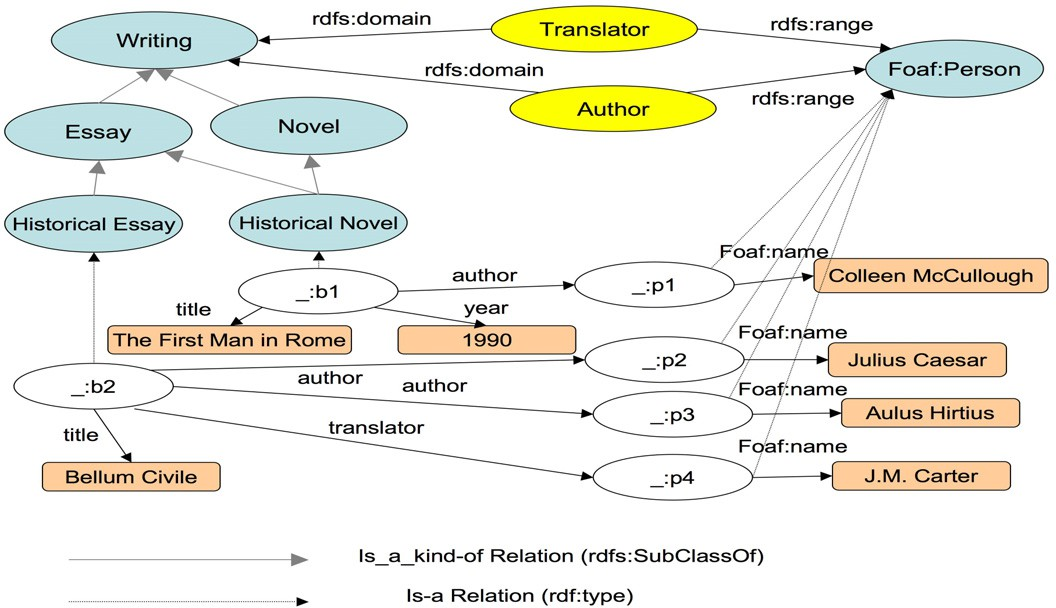 rdfs:domain
Translator
rdfs:range
Writing
rdfs:domain
Foaf:Person
Author
rdfs:range
Essay
Novel
Historical Essay
Historical Novel
Foaf:name
_:b1
author
_:p1
Colleen McCullough
title
year
The First Man in Rome
1990
Foaf:name
_:p2
Julius Caesar
_:b2
author
author
Foaf:name
_:p3
Aulus Hirtius
title
translator
Foaf:name
Bellum Civile
_:p4
J.M. Carter
Is_a_kind-of Relation (rdfs:SubClassOf)
Is-a Relation (rdf:type)